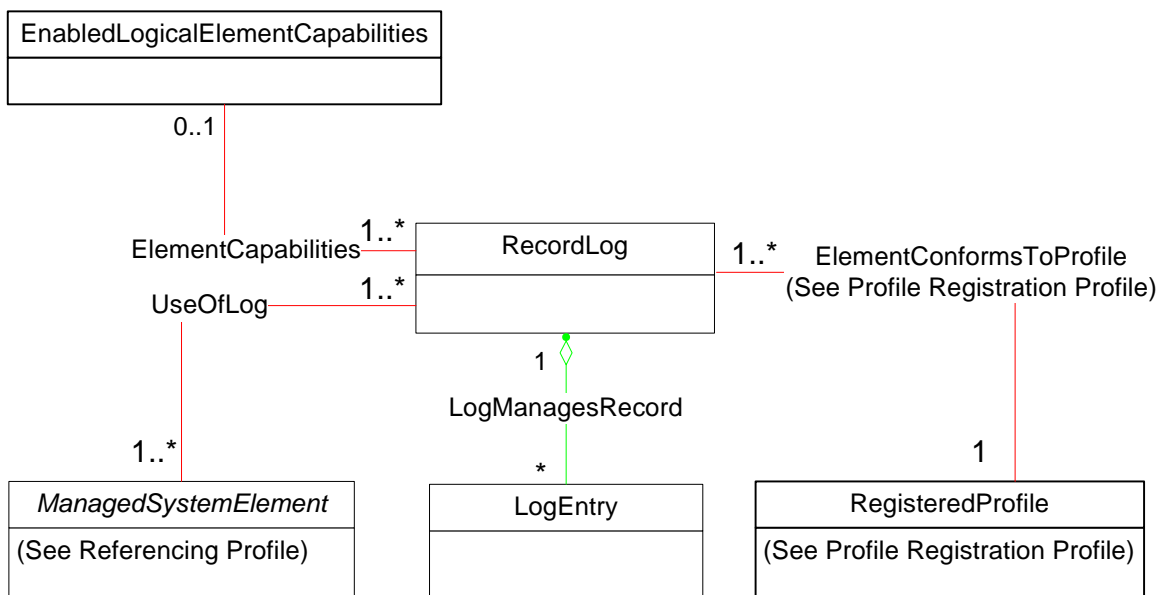 EnabledLogicalElementCapabilities
0..1
ElementCapabilities
1..*
RecordLog
1..*
ElementConformsToProfile
(See Profile Registration Profile)
UseOfLog
1..*
1
LogManagesRecord
1..*
*
1
ManagedSystemElement
(See Referencing Profile)
LogEntry
RegisteredProfile
(See Profile Registration Profile)